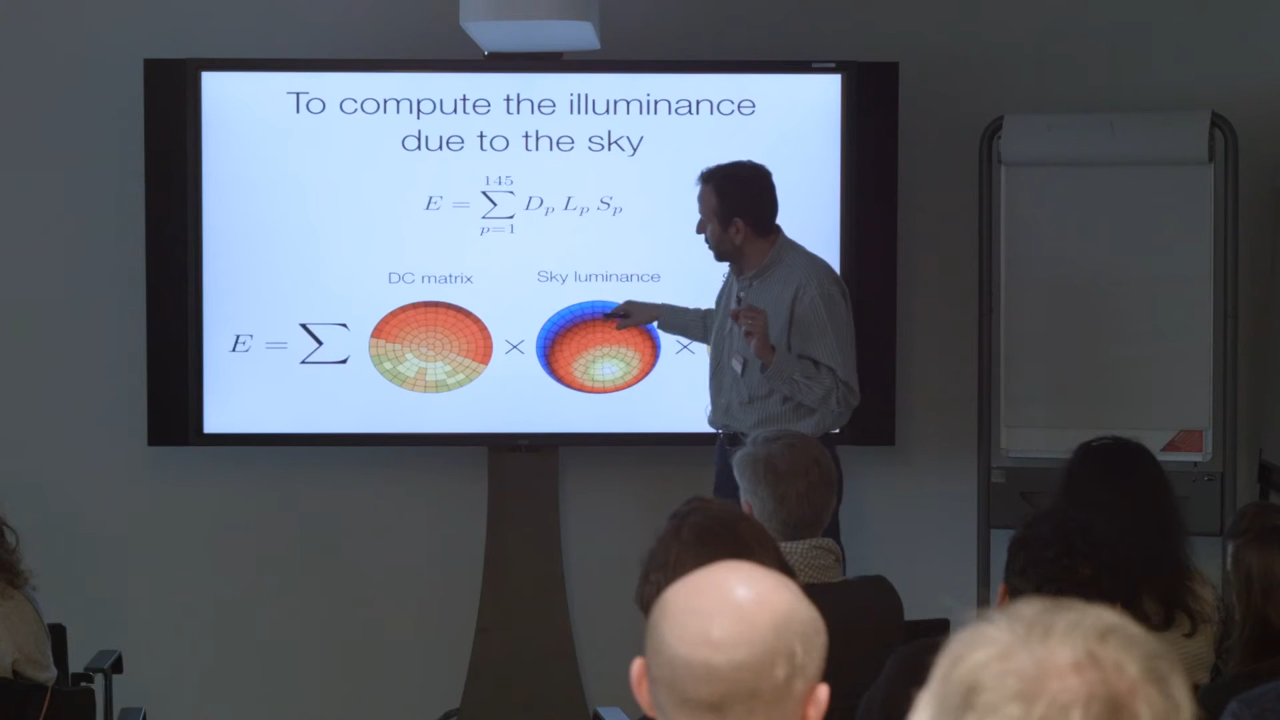 To compute the illuminance
due to the sky
145
E = ∑ D_p L_p S_p
p=1
DC matrix
Sky luminance
E = ∑ × ×